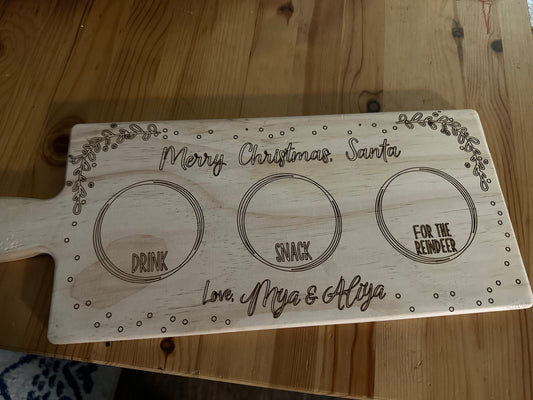 Merry Christmas, Santa
DRINK
SNACK
FOR THE
REINDEER
Love, Mya & Aliya